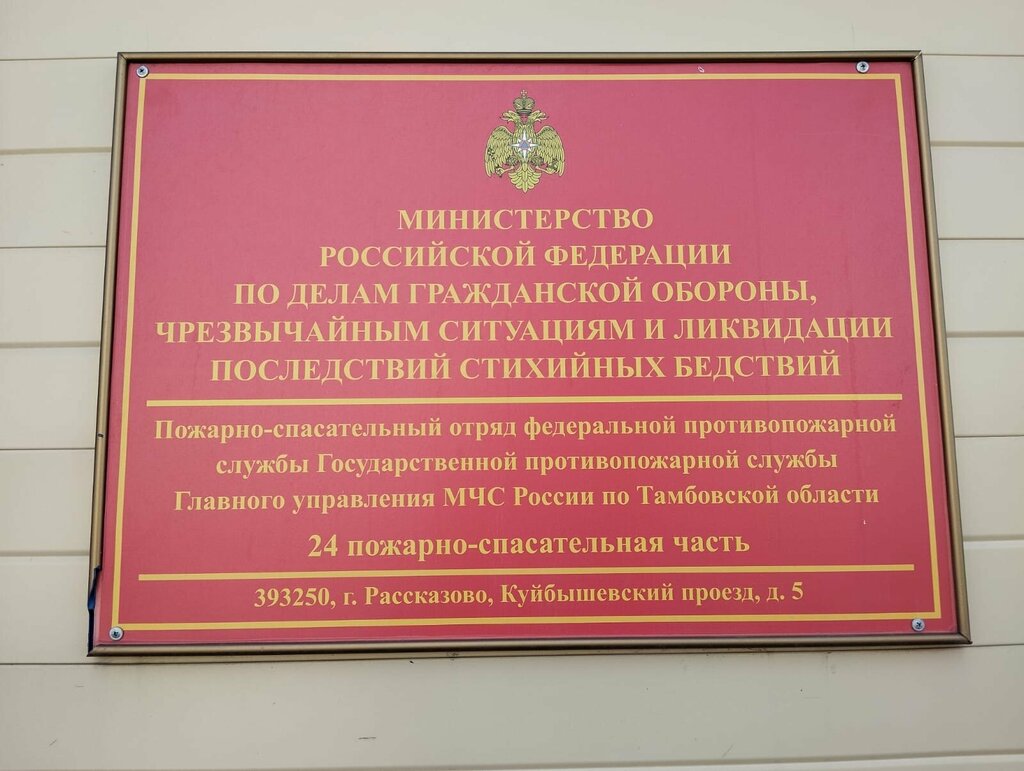 МИНИСТЕРСТВО
РОССИЙСКОЙ ФЕДЕРАЦИИ
ПО ДЕЛАМ ГРАЖДАНСКОЙ ОБОРОНЫ,
ЧРЕЗВЫЧАЙНЫМ СИТУАЦИЯМ И ЛИКВИДАЦИИ
ПОСЛЕДСТВИЙ СТИХИЙНЫХ БЕДСТВИЙ
Пожарно-спасательный отряд федеральной противопожарной
службы Государственной противопожарной службы
Главного управления МЧС России по Тамбовской области
24 пожарно-спасательная часть
393250, г. Рассказово, Куйбышевский проезд, д. 5